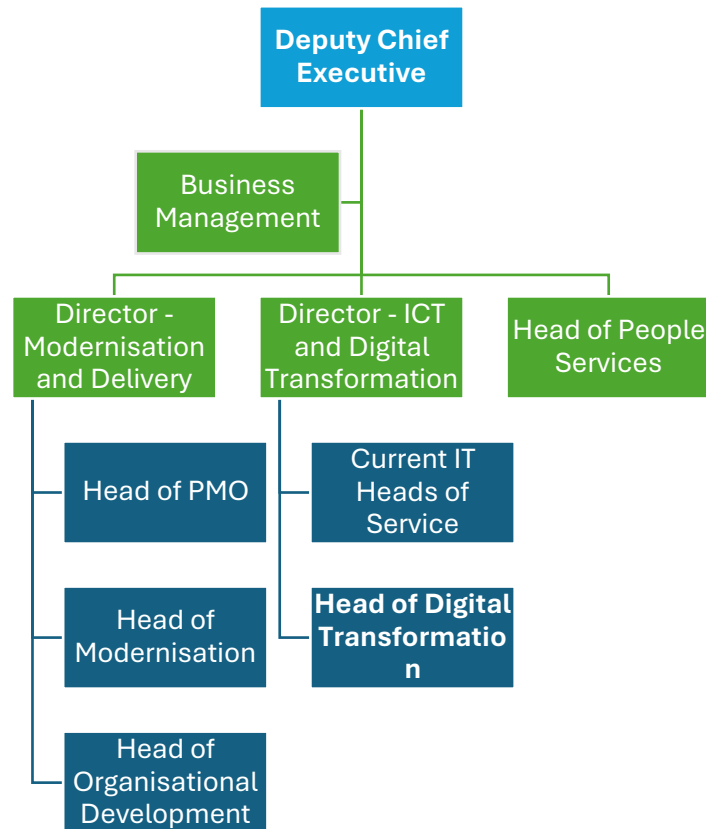 Deputy Chief
Executive
Business
Management
Director -
Modernisation
and Delivery
Director - ICT
and Digital
Transformation
Head of People
Services
Head of PMO
Head of
Modernisation
Head of
Organisational
Development
Current IT
Heads of
Service
Head of Digital
Transformatio
n